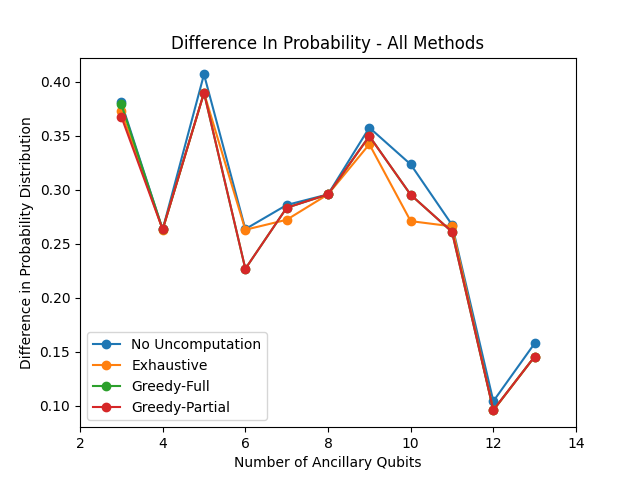 Difference In Probability - All Methods
Difference in Probability Distribution
0.40
0.35
0.30
0.25
0.20
0.15
0.10
No Uncomputation
Exhaustive
Greedy-Full
Greedy-Partial
2 4 6 8 10 12 14
Number of Ancillary Qubits